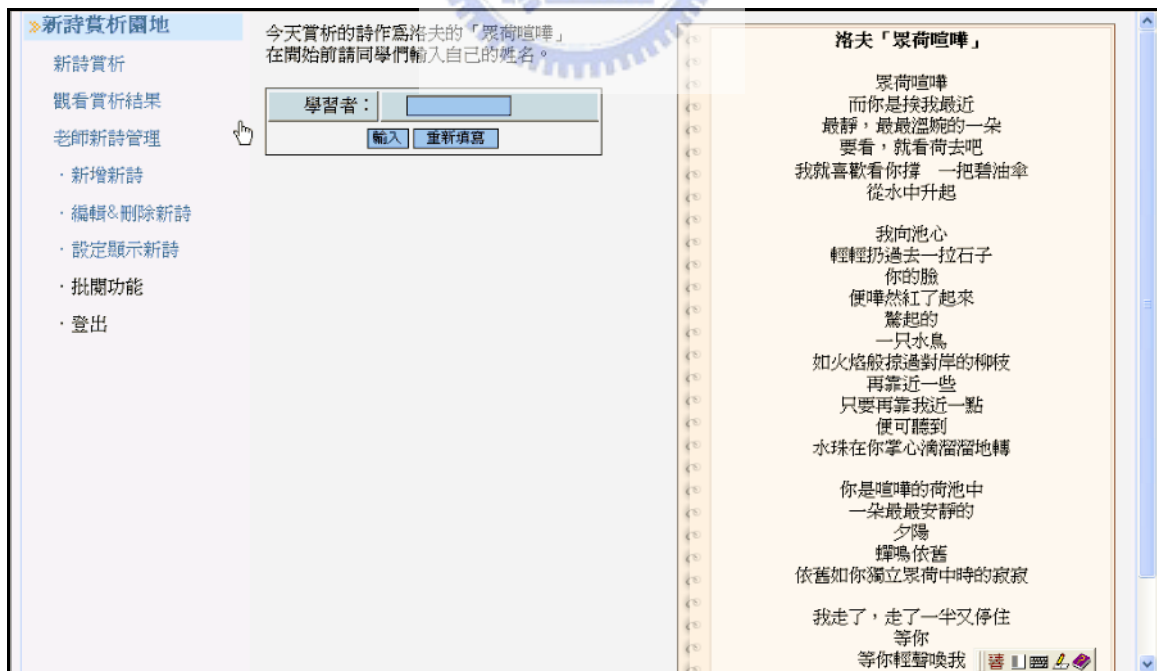 »新詩賞析園地
新詩賞析
觀看賞析結果
老師新詩管理
· 新增新詩
· 編輯&刪除新詩
· 設定顯示新詩
· 批閱功能
· 登出
今天賞析的詩作為洛夫的「眾荷喧嘩」
在開始前請同學們輸入自己的姓名。
學習者：
輸入 重新填寫
洛夫「眾荷喧嘩」
眾荷喧嘩
而你是挨我最近
最靜，最最溫婉的一朵
要看，就看荷去吧
我就喜歡看你撐　一把碧油傘
從水中升起
我向池心
輕輕扔過去一拉石子
你的臉
便嘩然紅了起來
驚起的
一只水鳥
如火焰般掠過對岸的柳枝
再靠近一些
只要再靠我近一點
便可聽到
水珠在你掌心滴溜溜地轉
你是喧嘩的荷池中
一朵最最安靜的
夕陽
蟬鳴依舊
依舊如你獨立眾荷中時的寂寂
我走了，走了一半又停住
等你
等你輕聲喚我